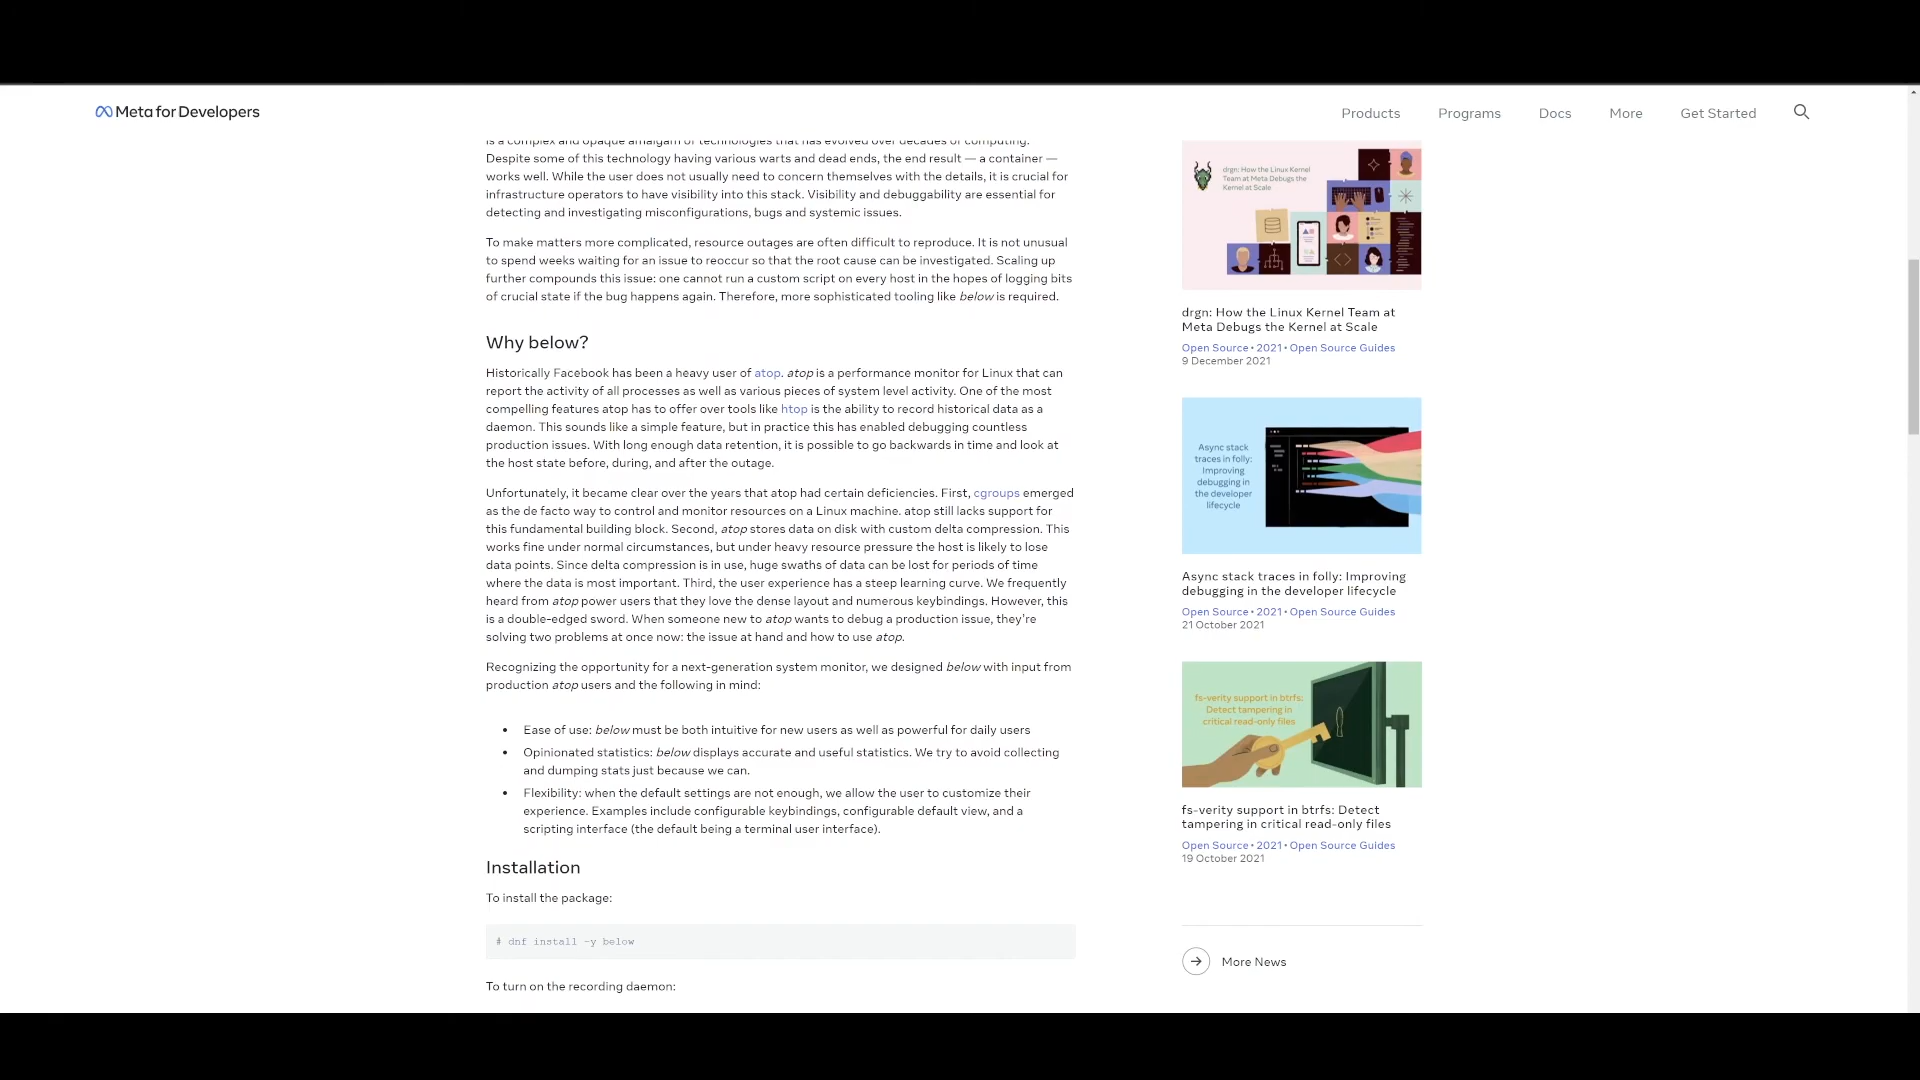 Meta for Developers
Products
Programs
Docs
More
Get Started
is a complex and opaque amalgam of technologies that has evolved over decades of computing.
Despite some of this technology having various warts and dead ends, the end result — a container —
works well. While the user does not usually need to concern themselves with the details, it is crucial for
infrastructure operators to have visibility into this stack. Visibility and debuggability are essential for
detecting and investigating misconfigurations, bugs and systemic issues.
To make matters more complicated, resource outages are often difficult to reproduce. It is not unusual
to spend weeks waiting for an issue to reoccur so that the root cause can be investigated. Scaling up
further compounds this issue: one cannot run a custom script on every host in the hopes of logging bits
of crucial state if the bug happens again. Therefore, more sophisticated tooling like below is required.
Why below?
Historically Facebook has been a heavy user of atop. atop is a performance monitor for Linux that can
report the activity of all processes as well as various pieces of system level activity. One of the most
compelling features atop has to offer over tools like htop is the ability to record historical data as a
daemon. This sounds like a simple feature, but in practice this has enabled debugging countless
production issues. With long enough data retention, it is possible to go backwards in time and look at
the host state before, during, and after the outage.
Unfortunately, it became clear over the years that atop had certain deficiencies. First, cgroups emerged
as the de facto way to control and monitor resources on a Linux machine. atop still lacks support for
this fundamental building block. Second, atop stores data on disk with custom delta compression. This
works fine under normal circumstances, but under heavy resource pressure the host is likely to lose
data points. Since delta compression is in use, huge swaths of data can be lost for periods of time
where the data is most important. Third, the user experience has a steep learning curve. We frequently
heard from atop power users that they love the dense layout and numerous keybindings. However, this
is a double-edged sword. When someone new to atop wants to debug a production issue, they're
solving two problems at once now: the issue at hand and how to use atop.
Recognizing the opportunity for a next-generation system monitor, we designed below with input from
production atop users and the following in mind:
• Ease of use: below must be both intuitive for new users as well as powerful for daily users
• Opinionated statistics: below displays accurate and useful statistics. We try to avoid collecting
and dumping stats just because we can.
• Flexibility: when the default settings are not enough, we allow the user to customize their
experience. Examples include configurable keybindings, configurable default view, and a
scripting interface (the default being a terminal user interface).
Installation
To install the package:
# dnf install -y below
To turn on the recording daemon:
drgn: How the Linux Kernel
Team at Meta Debugs the
Kernel at Scale
drgn: How the Linux Kernel Team at
Meta Debugs the Kernel at Scale
Open Source • 2021 • Open Source Guides
9 December 2021
Async stack
traces in folly:
Improving
debugging in
the developer
lifecycle
Async stack traces in folly: Improving
debugging in the developer lifecycle
Open Source • 2021 • Open Source Guides
21 October 2021
fs-verity support in btrfs:
Detect tampering in
critical read-only files
fs-verity support in btrfs: Detect
tampering in critical read-only files
Open Source • 2021 • Open Source Guides
19 October 2021
More News